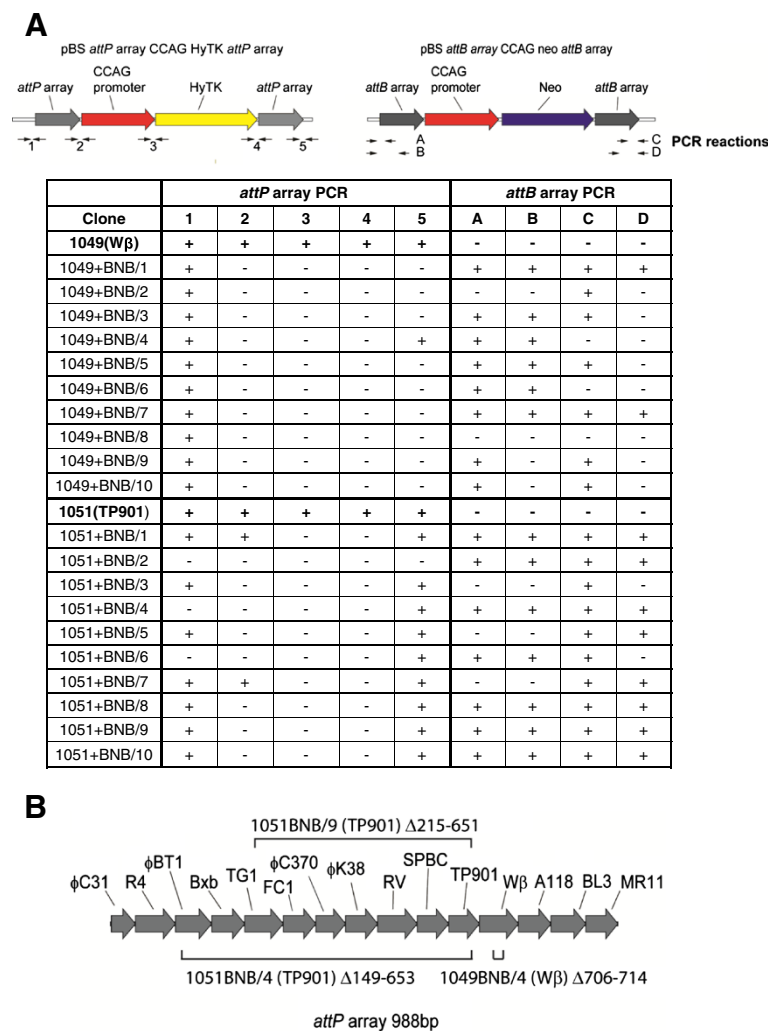 A
pBS attP array CCAG HyTK attP array
pBS attB array CCAG neo attB array
attP array
CCAG promoter
HyTK
attP array
attB array
CCAG promoter
Neo
attB array
1 2 3 4 5
A
B
C
D
PCR reactions
attP array PCR attB array PCR
Clone 1 2 3 4 5 A B C D
1049(Wβ) + + + + + - - - -
1049+BNB/1 + - - - - + + + +
1049+BNB/2 + - - - - - - + -
1049+BNB/3 + - - - - + + + -
1049+BNB/4 + - - - + + + - -
1049+BNB/5 + - - - - + + + -
1049+BNB/6 + - - - - + + - -
1049+BNB/7 + - - - - + + + +
1049+BNB/8 + - - - - - - - -
1049+BNB/9 + - - - - + - + -
1049+BNB/10 + - - - - + - + -
1051(TP901) + + + + + - - - -
1051+BNB/1 + + - - + + + + +
1051+BNB/2 - - - - - + + + +
1051+BNB/3 + - - - + - - + -
1051+BNB/4 - - - - + + + + +
1051+BNB/5 + - - - + - - + +
1051+BNB/6 - - - - + + + + -
1051+BNB/7 + + - - + - - + +
1051+BNB/8 + - - - + + + + +
1051+BNB/9 + - - - + + + + +
1051+BNB/10 + - - - + + + + +
B
1051BNB/9 (TP901) Δ215-651
ϕC31 R4 ϕBT1 Bxb TG1 FC1 ϕC370 ϕK38 RV SPBC TP901 Wβ A118 BL3 MR11
1051BNB/4 (TP901) Δ149-653
1049BNB/4 (Wβ) Δ706-714
attP array 988bp